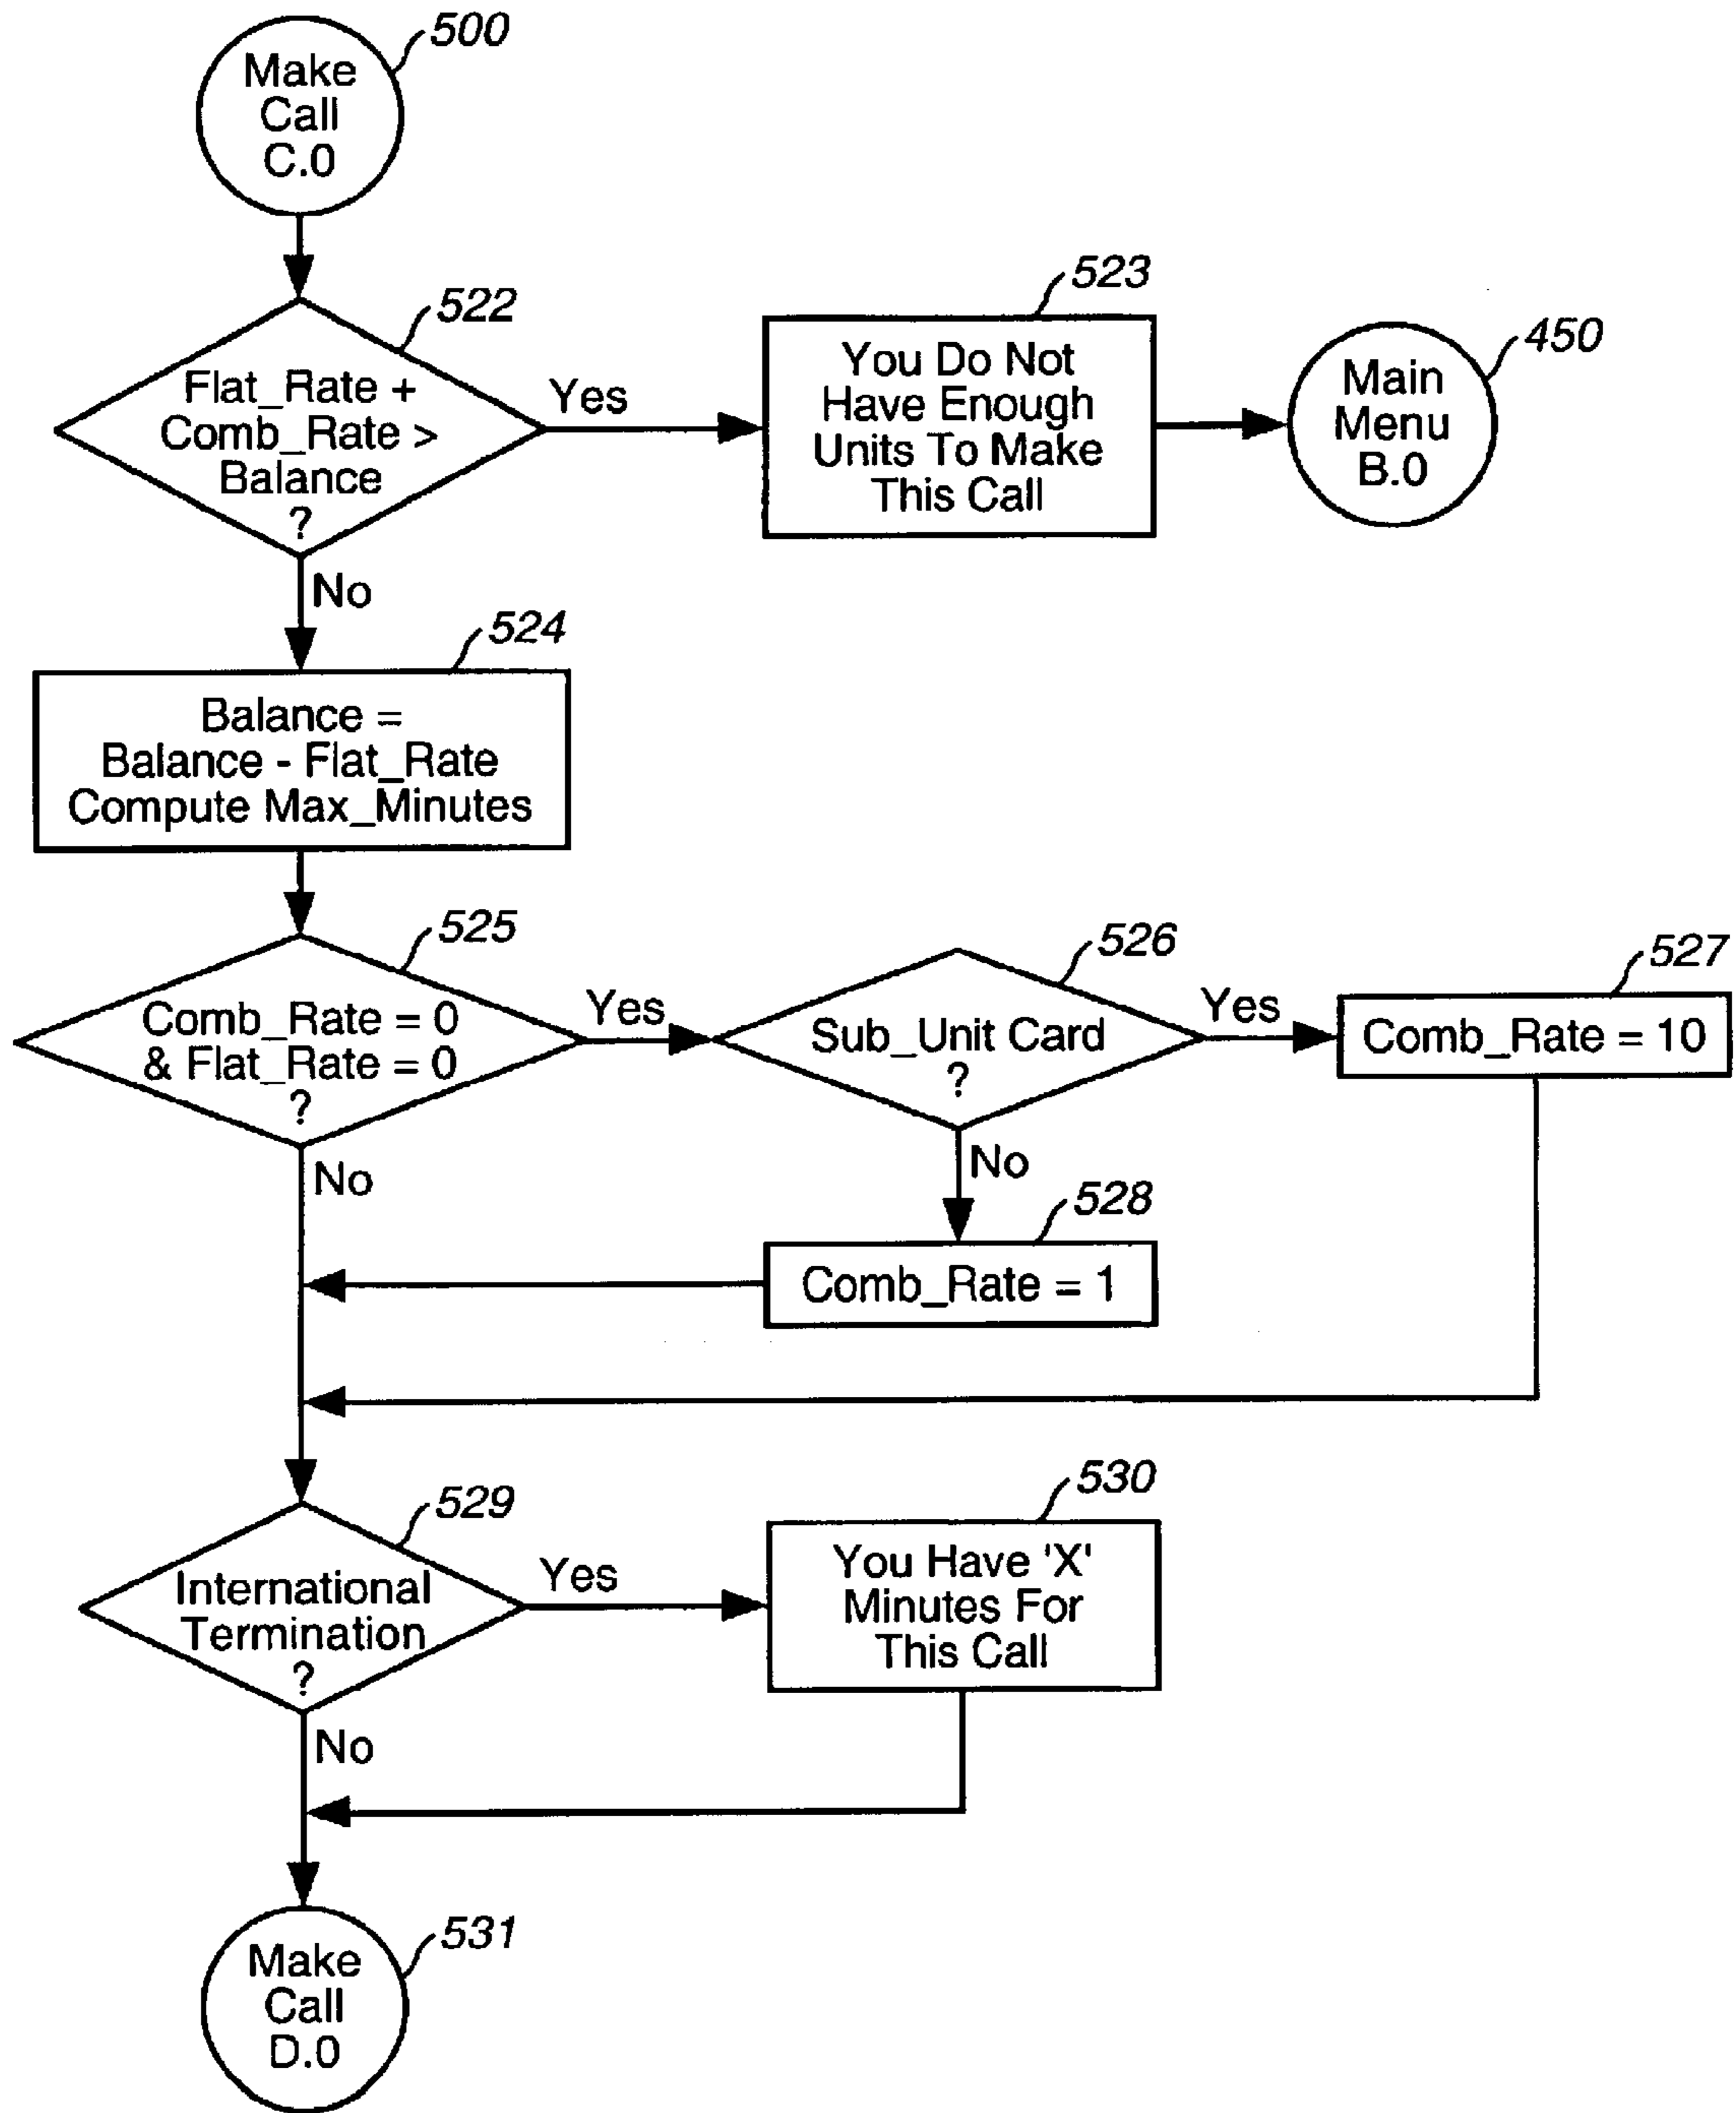 500
Make
Call
C.0
522
Flat_Rate +
Comb_Rate >
Balance
?
Yes
523
You Do Not
Have Enough
Units To Make
This Call
450
Main
Menu
B.0
No
524
Balance =
Balance - Flat_Rate
Compute Max_Minutes
525
Comb_Rate = 0
& Flat_Rate = 0
?
Yes
526
Sub_Unit Card
?
Yes
527
Comb_Rate = 10
No
No
528
Comb_Rate = 1
529
International
Termination
?
Yes
530
You Have 'X'
Minutes For
This Call
No
531
Make
Call
D.0